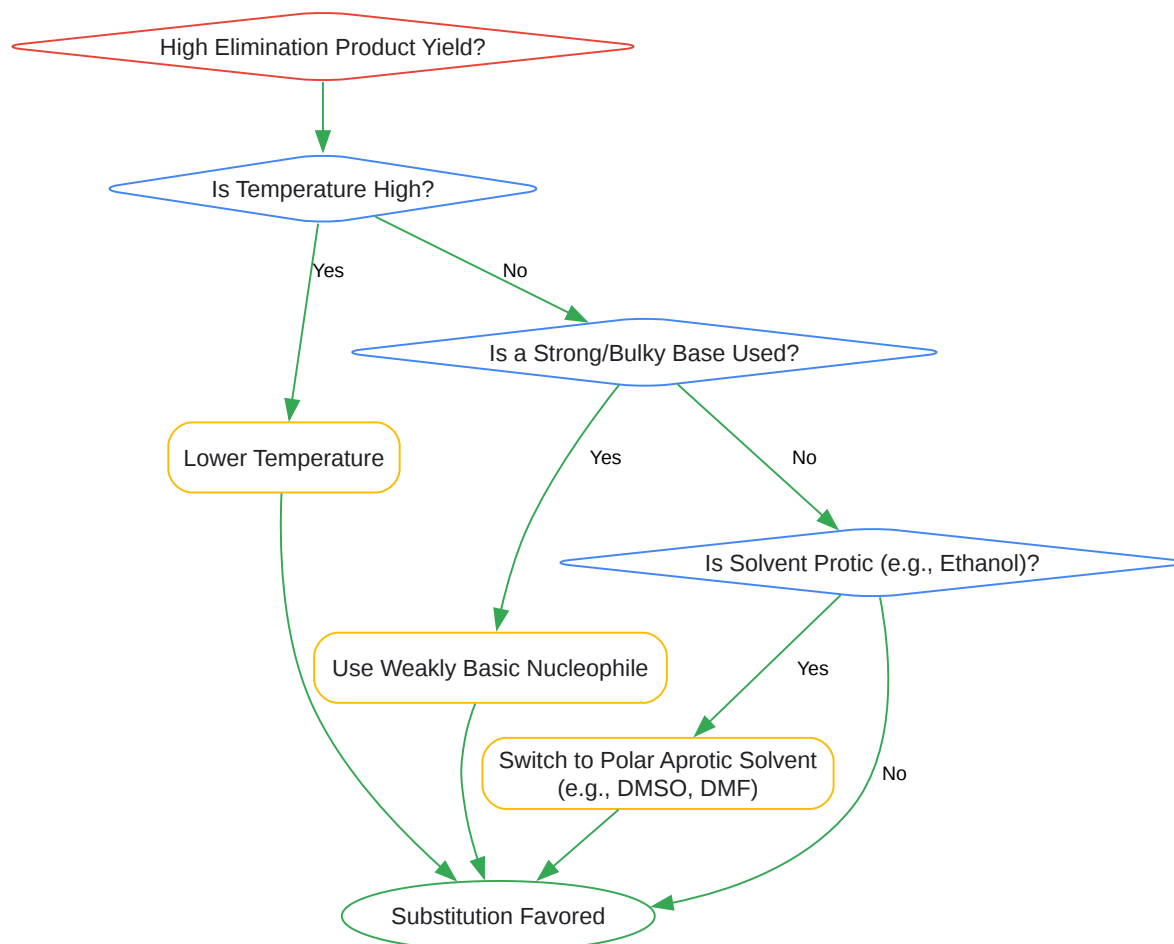 High Elimination Product Yield?
Is Temperature High?
Yes
No
Is a Strong/Bulky Base Used?
Lower Temperature
Yes
No
Is Solvent Protic (e.g., Ethanol)?
Use Weakly Basic Nucleophile
Yes
Switch to Polar Aprotic Solvent
(e.g., DMSO, DMF)
No
Substitution Favored